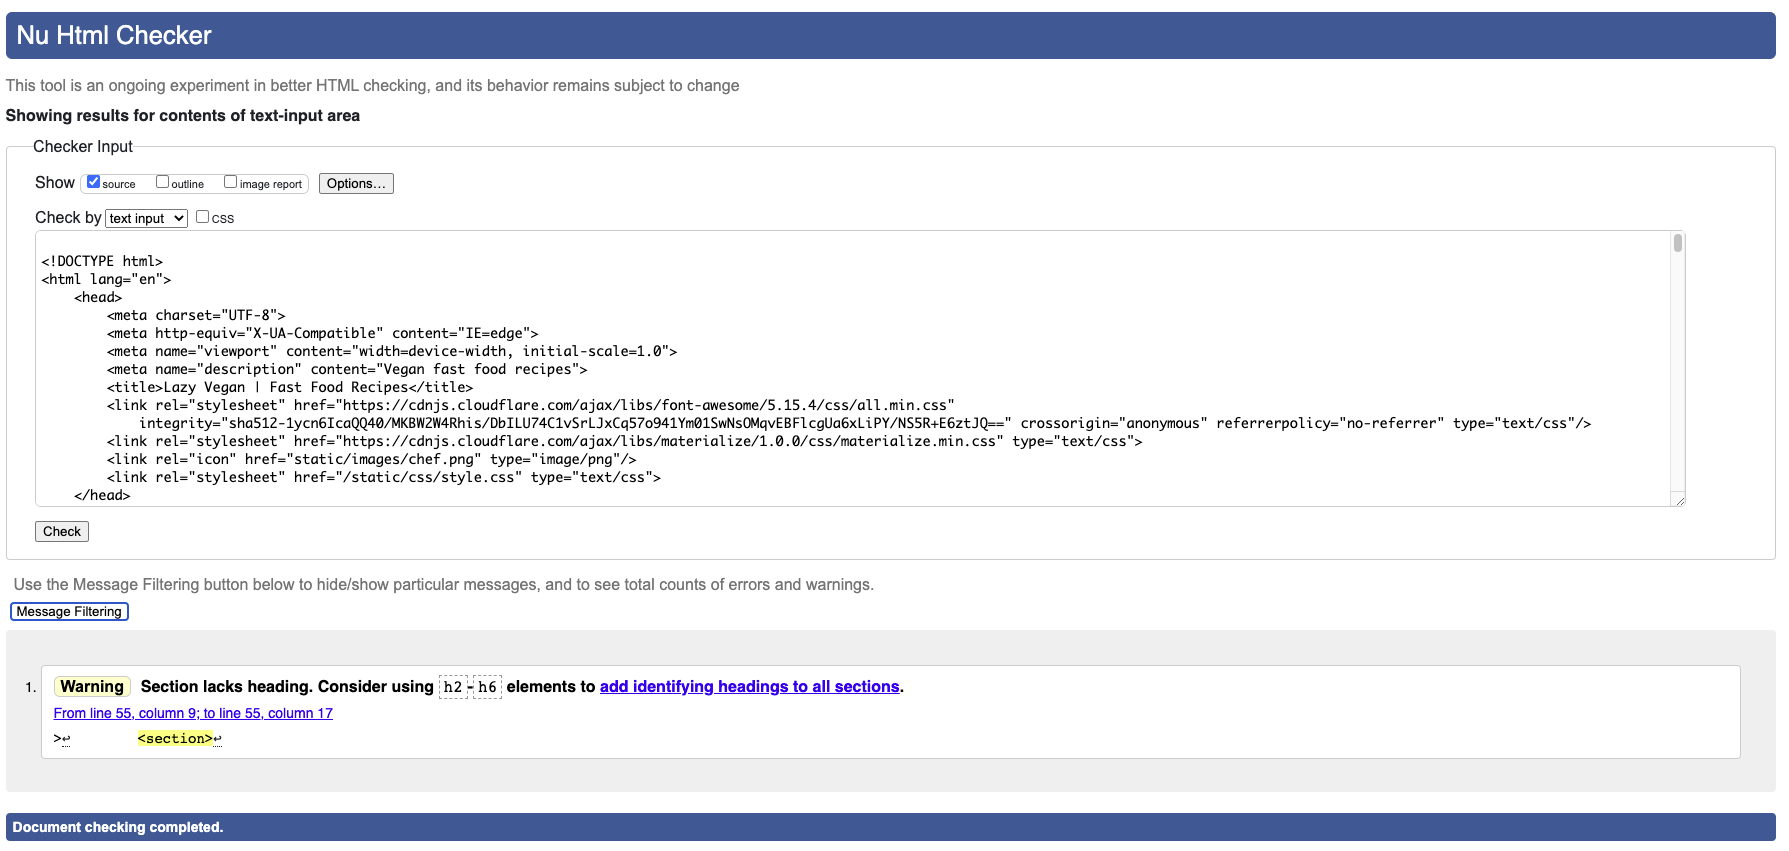 Nu Html Checker
This tool is an ongoing experiment in better HTML checking, and its behavior remains subject to change
Showing results for contents of text-input area
Checker Input
Show source outline image report Options...
Check by text input css
<!DOCTYPE html>
<html lang="en">
<head>
<meta charset="UTF-8">
<meta http-equiv="X-UA-Compatible" content="IE=edge">
<meta name="viewport" content="width=device-width, initial-scale=1.0">
<meta name="description" content="Vegan fast food recipes">
<title>Lazy Vegan | Fast Food Recipes</title>
<link rel="stylesheet" href="https://cdnjs.cloudflare.com/ajax/libs/font-awesome/5.15.4/css/all.min.css"
integrity="sha512-1ycn6IcaQQ40/MKBW2W4Rhis/DbILU74C1vSrLJxCq57o941Ym01SwNsOMqvEBFlcgUa6xLiPY/NS5R+E6ztJQ==" crossorigin="anonymous" referrerpolicy="no-referrer" type="text/css"/>
<link rel="stylesheet" href="https://cdnjs.cloudflare.com/ajax/libs/materialize/1.0.0/css/materialize.min.css" type="text/css">
<link rel="icon" href="static/images/chef.png" type="image/png"/>
<link rel="stylesheet" href="/static/css/style.css" type="text/css">
</head>
Check
Use the Message Filtering button below to hide/show particular messages, and to see total counts of errors and warnings.
Message Filtering
1. Warning Section lacks heading. Consider using h2-h6 elements to add identifying headings to all sections.
From line 55, column 9; to line 55, column 17
>↩ <section>↩
Document checking completed.